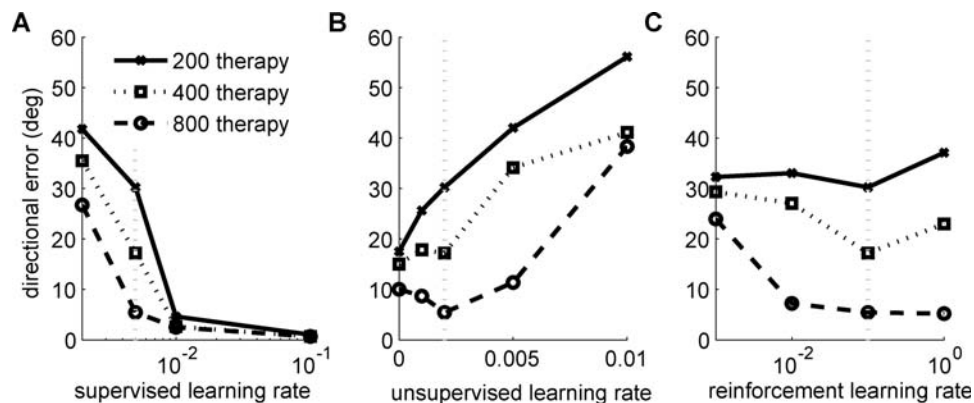 A
B
C
200 therapy
400 therapy
800 therapy
directional error (deg)
60
50
40
30
20
10
0
10^-2
10^-1
supervised learning rate
60
50
40
30
20
10
0
0
0.005
0.01
unsupervised learning rate
60
50
40
30
20
10
0
10^-2
10^0
reinforcement learning rate